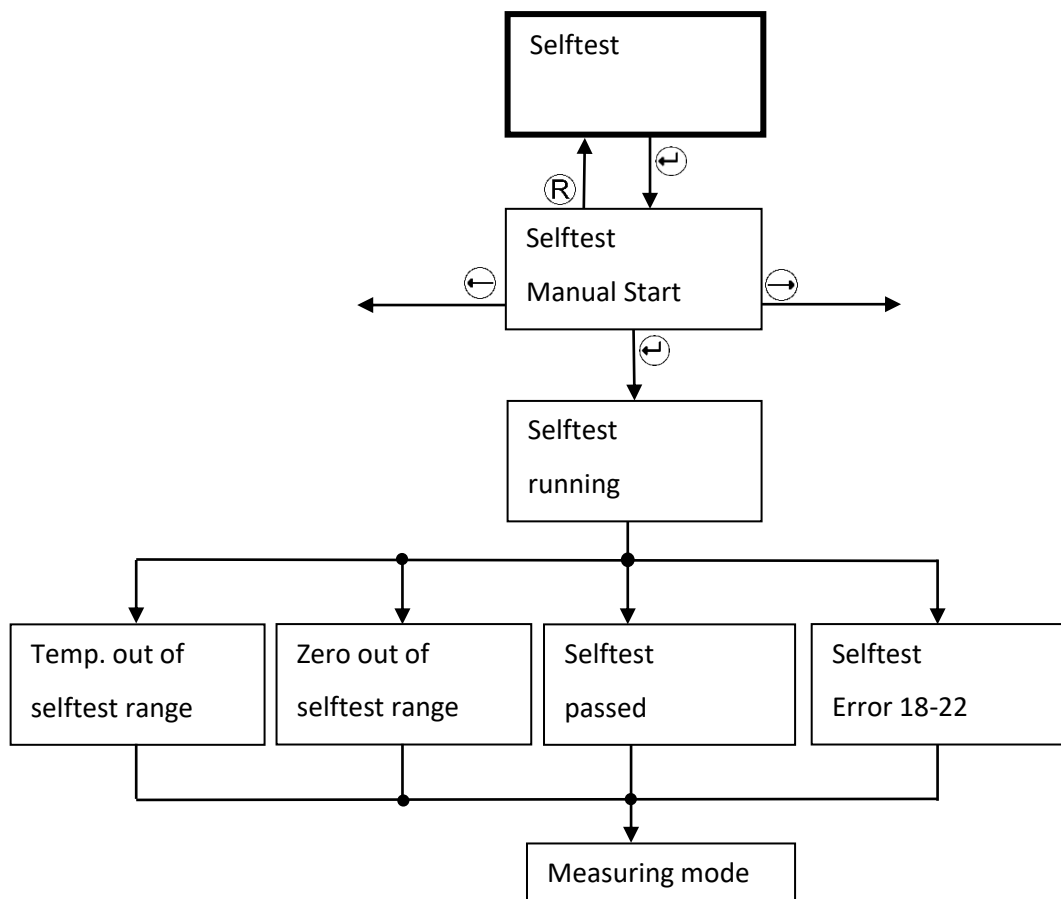 Selftest
R
Selftest
Manual Start
Selftest
running
Temp. out of
selftest range
Zero out of
selftest range
Selftest
passed
Selftest
Error 18-22
Measuring mode